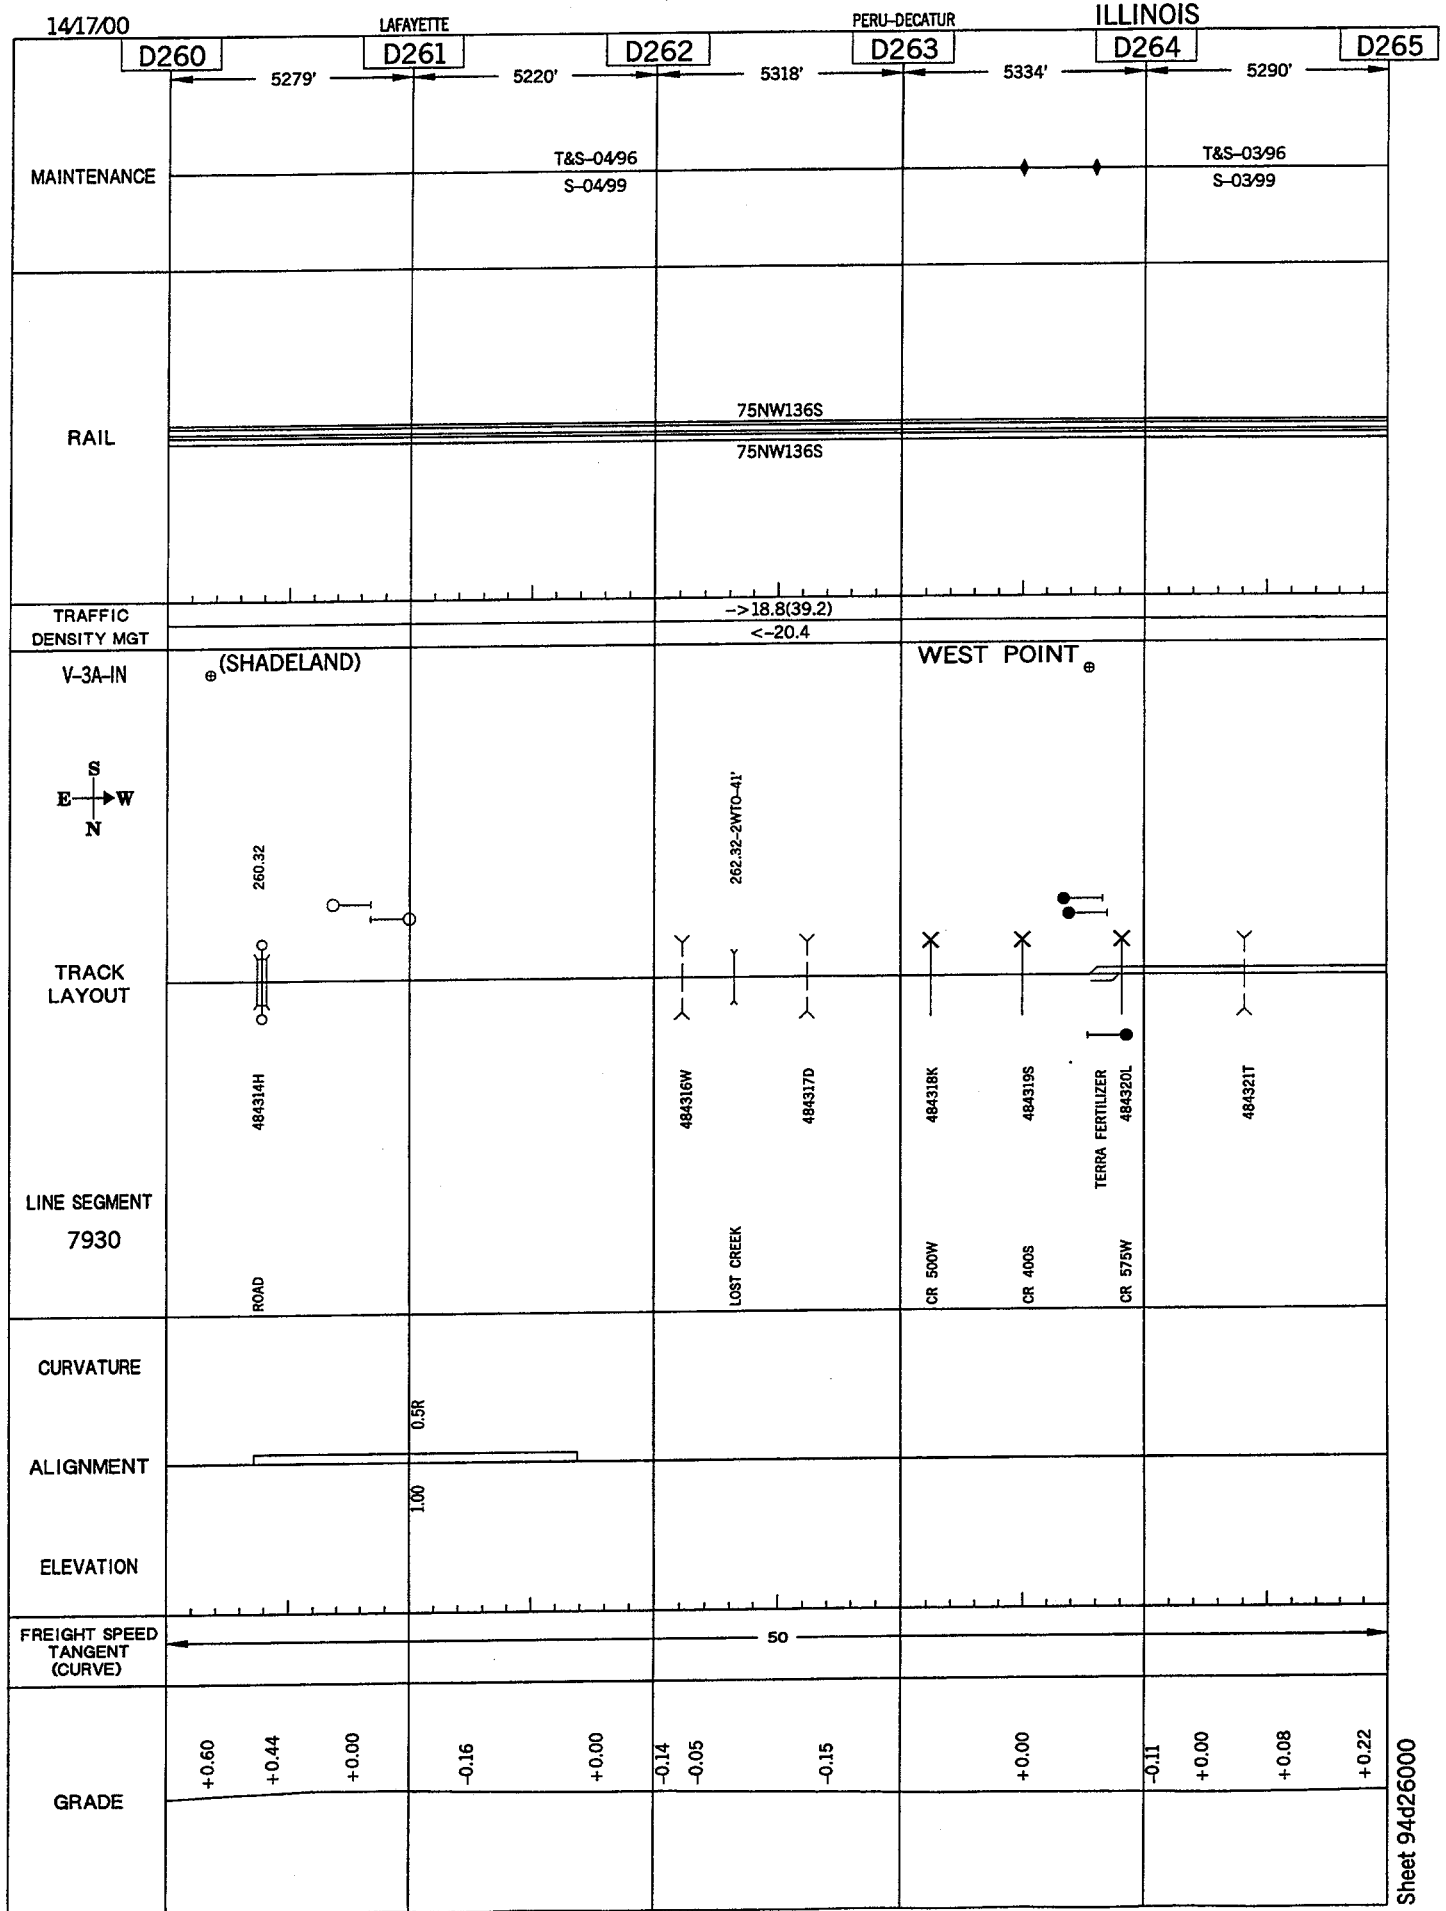 14/17/00
LAFAYETTE
PERU-DECATUR
ILLINOIS
D260
D261
D262
D263
D264
D265
5279'
5220'
5318'
5334'
5290'
MAINTENANCE
T&S-04/96
S-04/99
T&S-03/96
S-03/99
RAIL
75NW136S
75NW136S
TRAFFIC
DENSITY MGT
->18.8(39.2)
<-20.4
V-3A-IN
(SHADELAND)
WEST POINT
S
E W
N
260.32
262.32-2WTO-41'
TRACK
LAYOUT
484314H
484316W
484317D
484318K
484319S
TERRA FERTILIZER
484320L
484321T
LINE SEGMENT
7930
ROAD
LOST CREEK
CR 500W
CR 400S
CR 575W
CURVATURE
0.5R
ALIGNMENT
1.00
ELEVATION
FREIGHT SPEED
TANGENT
(CURVE)
50
GRADE
+0.60
+0.44
+0.00
-0.16
+0.00
-0.14
-0.05
-0.15
+0.00
-0.11
+0.00
+0.08
+0.22
Sheet 94d26000